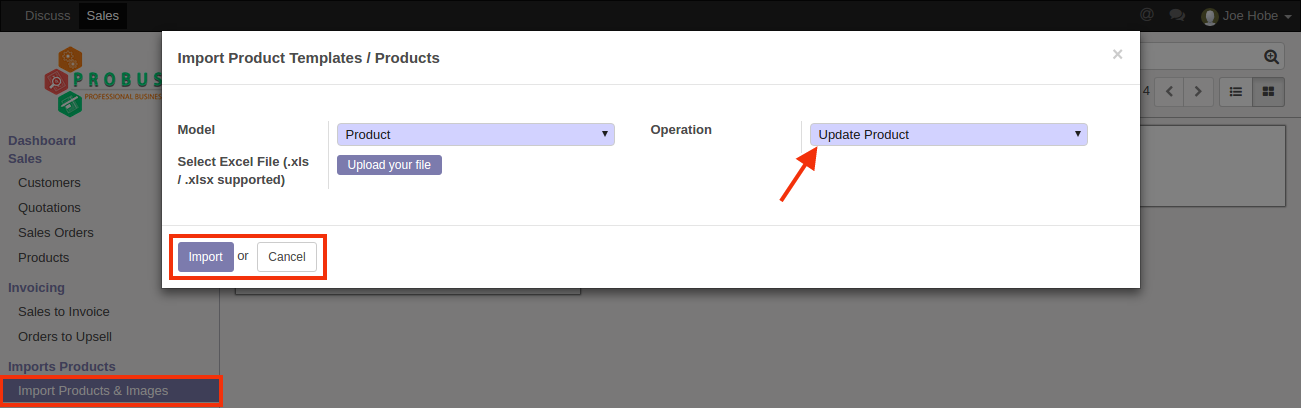 Discuss Sales
@ Joe Hobe
Import Product Templates / Products ×
PROBUS
PROFESSIONAL BUSINES
4
Dashboard
Sales
Customers
Quotations
Sales Orders
Products
Invoicing
Sales to Invoice
Orders to Upsell
Imports Products
Import Products & Images
Model Product
Operation Update Product
Select Excel File (.xls
/ .xlsx supported)
Upload your file
Import or Cancel